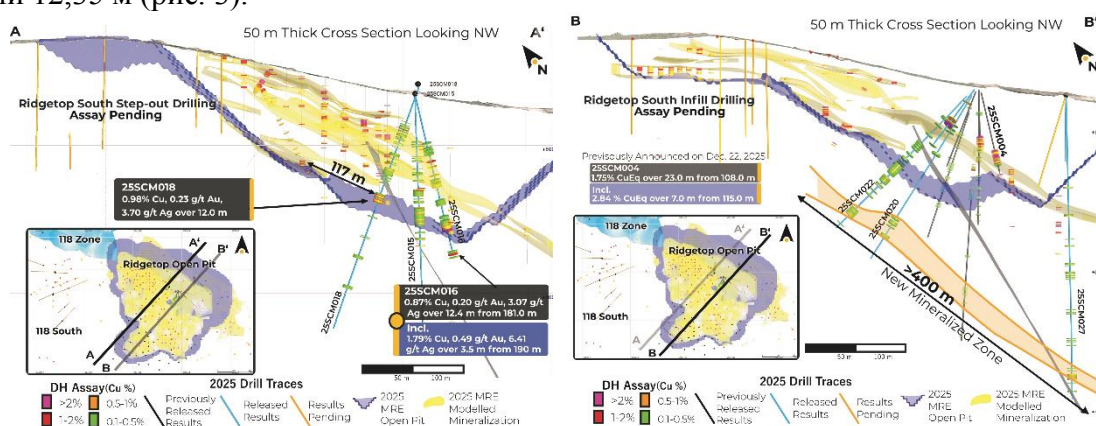 ии 12,35 м (рис. 3).
A
50 m Thick Cross Section Looking NW
A'
N
25SCM018
25SCM015
Ridgetop South Step-out Drilling
Assay Pending
117 m
25SCM018
0.98% Cu, 0.23 g/t Au,
3.70 g/t Ag over 12.0 m
25SCM016
25SCM015
25SCM018
25SCM016
0.87% Cu, 0.20 g/t Au, 3.07 g/t
Ag over 12.4 m from 181.0 m
Incl.
1.79% Cu, 0.49 g/t Au, 6.41
g/t Ag over 3.5 m from 190 m
118 Zone
A'
B'
Ridgetop Open Pit
118 South
A
B
50 m
100 m
DH Assay(Cu %)
>2%
0.5-1%
1-2%
0.1-0.5%
2025 Drill Traces
Previously
Released
Results
Released
Results
Results
Pending
2025
MRE
Open Pit
2025 MRE
Modelled
Mineralization
B
50 m Thick Cross Section Looking NW
B'
N
Ridgetop South Infill Drilling
Assay Pending
Previously Announced on Dec. 22, 2025
25SCM004
1.75% CuEq over 23.0 m from 108.0 m
Incl.
2.84 % CuEq over 7.0 m from 115.0 m
25SCM004
25SCM022
25SCM020
25SCM027
>400 m
New Mineralized Zone
118 Zone
A'
B'
Ridgetop Open Pit
118 South
A
B
50 m
100 m
DH Assay(Cu %)
>2%
0.5-1%
1-2%
0.1-0.5%
2025 Drill Traces
Previously
Released
Results
Released
Results
Results
Pending
2025
MRE
Open Pit
2025 MRE
Modelled
Mineralization